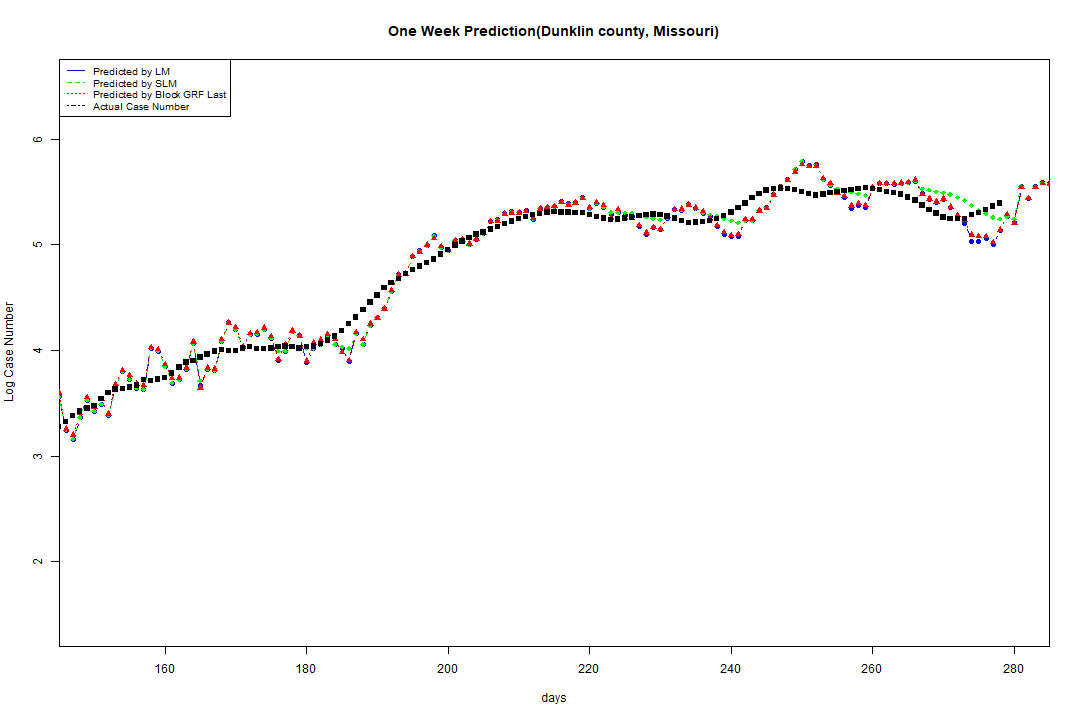 One Week Prediction(Dunklin county, Missouri)
Predicted by LM
Predicted by SLM
Predicted by Block GRF Last
Actual Case Number
6
5
4
3
2
Log Case Number
160 180 200 220 240 260 280
days